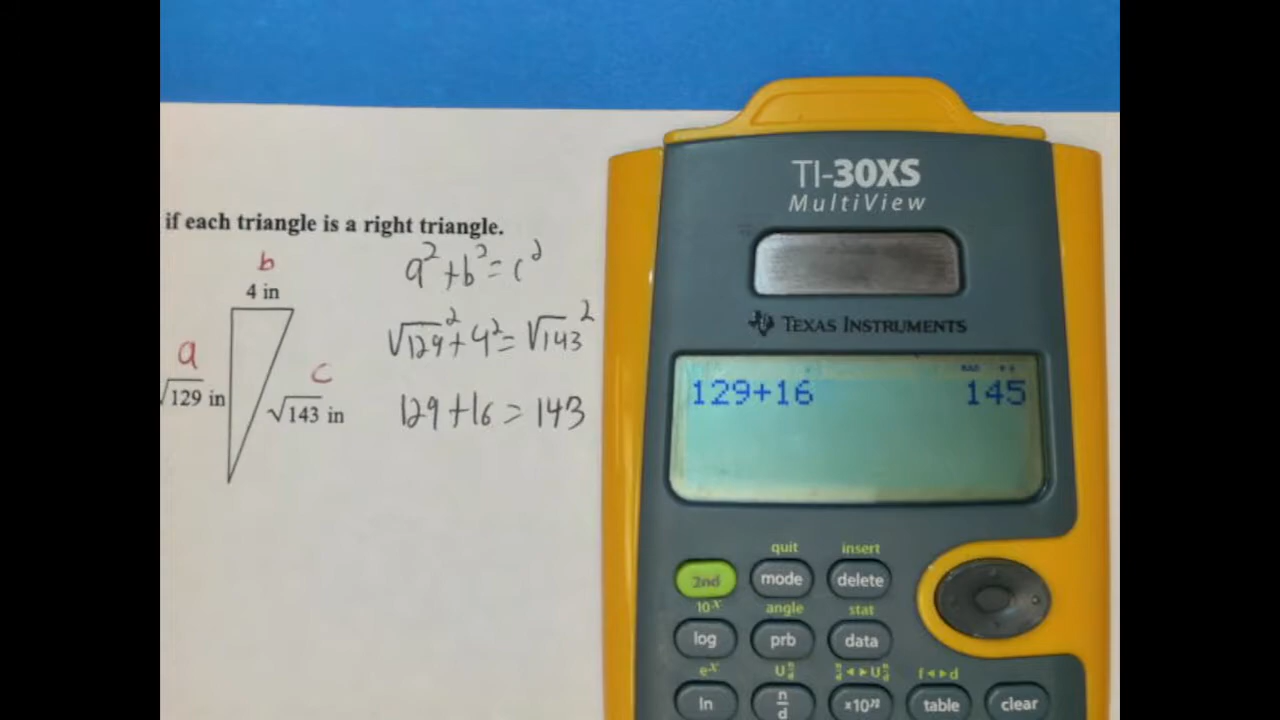 if each triangle is a right triangle.
b
4 in
a
√129 in
c
√143 in
a² + b² = c²
√129² + 4² = √143²
129 + 16 = 143
TI-30XS
MultiView
TEXAS INSTRUMENTS
129+16 145
quit insert
2nd mode delete
10ˣ angle stat
log prb data
eˣ f◄►d
ln n/d ×10ⁿ table clear